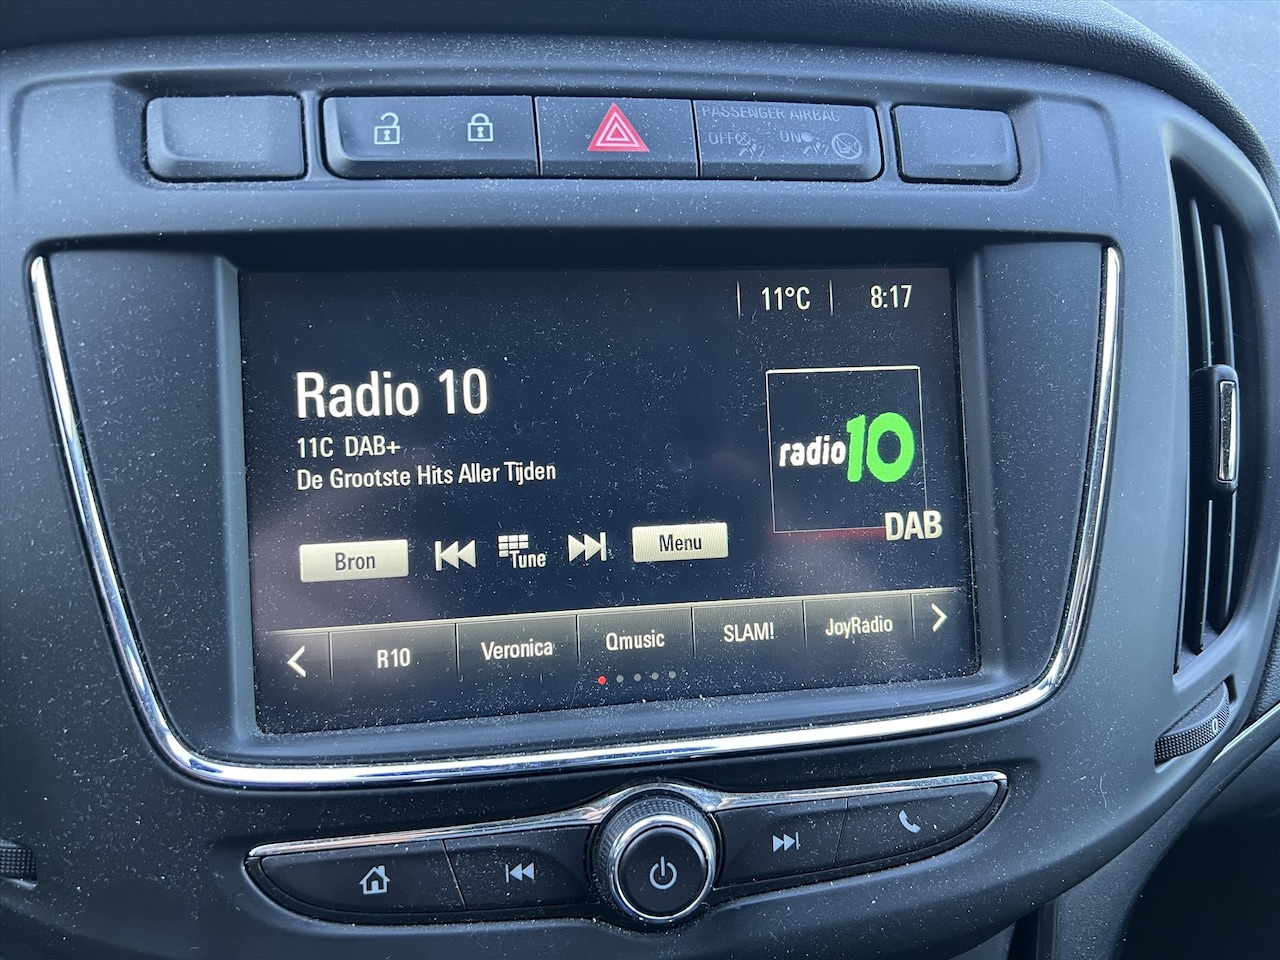 PASSENGER AIRBAG
OFF ON
11°C 8:17
Radio 10
11C DAB+
De Grootste Hits Aller Tijden
radio10
DAB
Bron
Tune
Menu
R10 Veronica Qmusic SLAM! JoyRadio